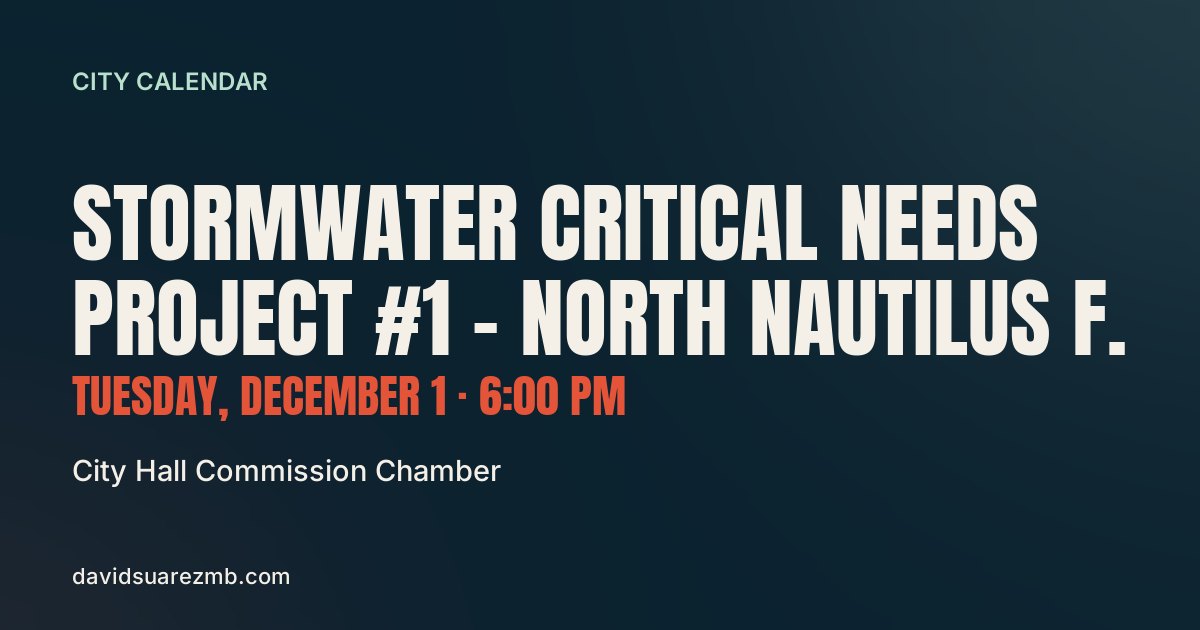 CITY CALENDAR
STORMWATER CRITICAL NEEDS
PROJECT #1 - NORTH NAUTILUS F.
TUESDAY, DECEMBER 1 · 6:00 PM
City Hall Commission Chamber
davidsuarezmb.com